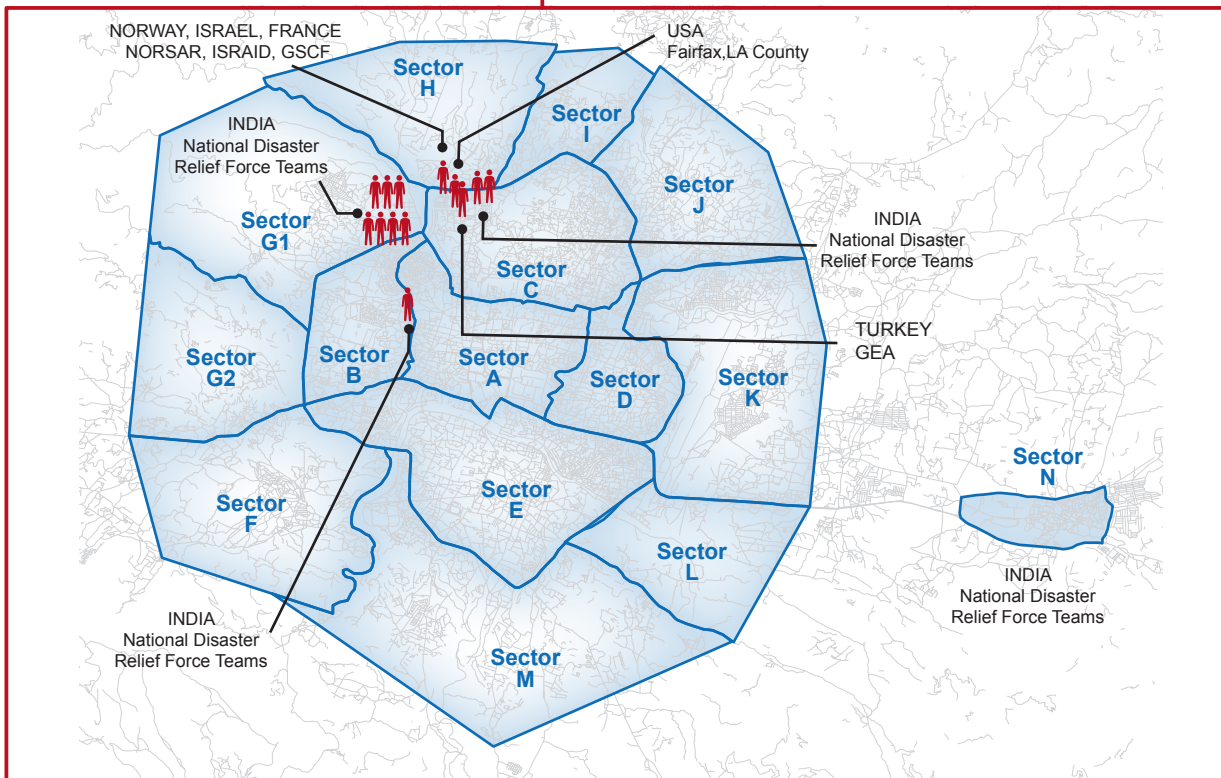 NORWAY, ISRAEL, FRANCE
NORSAR, ISRAID, GSCF
USA
Fairfax,LA County
Sector
H
Sector
I
INDIA
National Disaster
Relief Force Teams
Sector
J
Sector
G1
INDIA
National Disaster
Relief Force Teams
Sector
C
TURKEY
GEA
Sector
G2
Sector
B
Sector
A
Sector
D
Sector
K
Sector
N
Sector
F
Sector
E
Sector
L
INDIA
National Disaster
Relief Force Teams
INDIA
National Disaster
Relief Force Teams
Sector
M